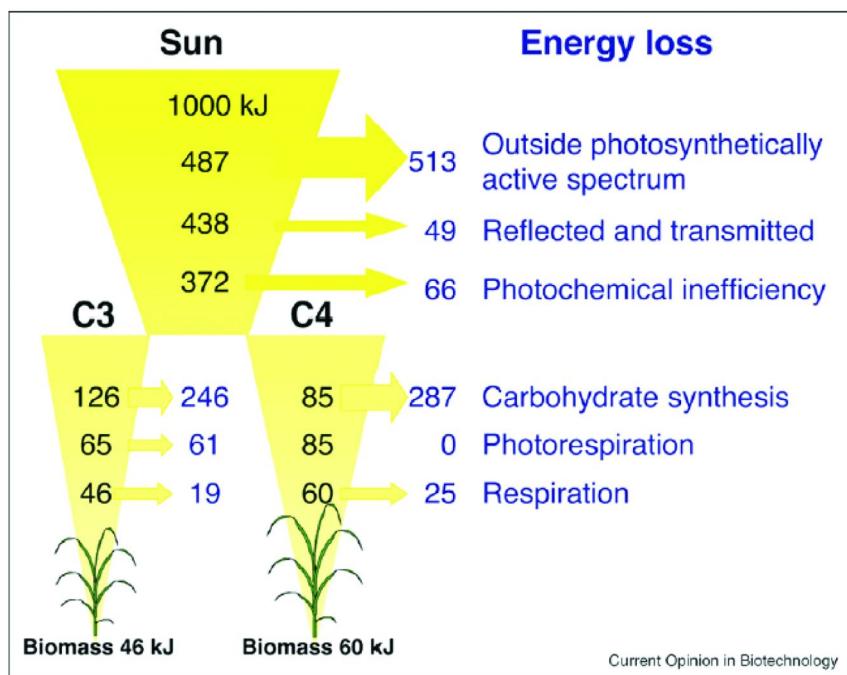 Sun Energy loss
1000 kJ
487 513 Outside photosynthetically
active spectrum
438 49 Reflected and transmitted
372 66 Photochemical inefficiency
C3 C4
126 246 85 287 Carbohydrate synthesis
65 61 85 0 Photorespiration
46 19 60 25 Respiration
Biomass 46 kJ Biomass 60 kJ
Current Opinion in Biotechnology